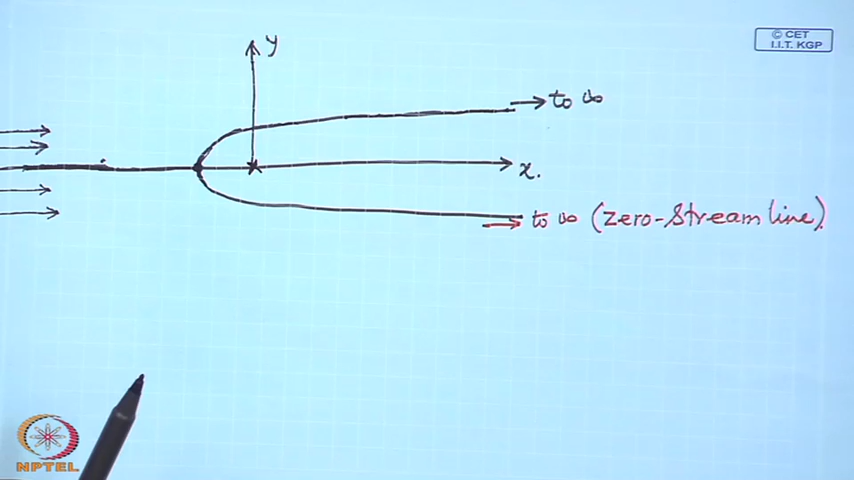 © CET
I.I.T. KGP
y
to ∞
x.
to ∞ (Zero-Stream line)
NPTEL